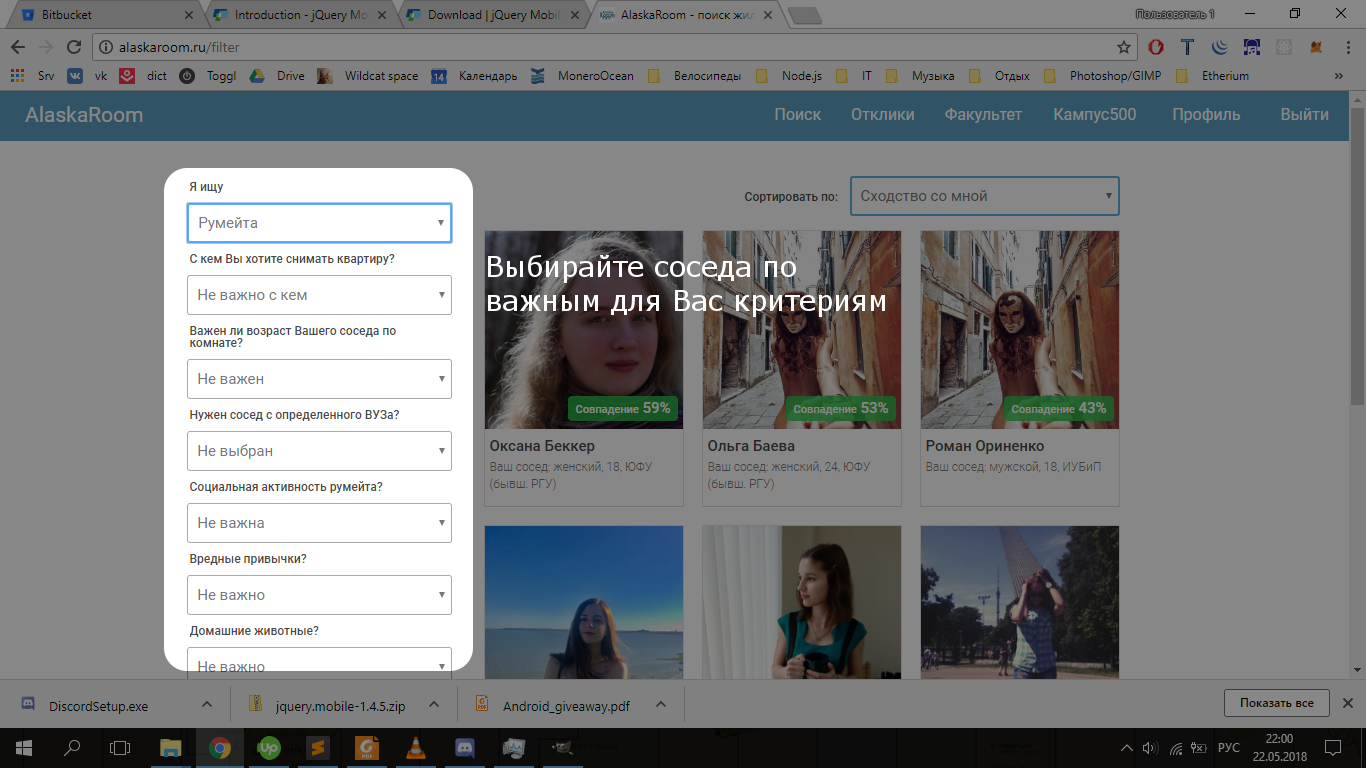 Bitbucket
Introduction - jQuery Mo
Download | jQuery Mobil
AlaskaRoom - поиск жил
Пользователь 1
alaskaroom.ru/filter
Srv
vk
dict
Toggl
Drive
Wildcat space
14
Календарь
MoneroOcean
Велосипеды
Node.js
IT
Музыка
Отдых
Photoshop/GIMP
Etherium
»
AlaskaRoom
Поиск
Отклики
Факультет
Кампус500
Профиль
Выйти
Я ищу
Румейта
С кем Вы хотите снимать квартиру?
Не важно с кем
Важен ли возраст Вашего соседа по
комнате?
Не важен
Нужен сосед с определенного ВУЗа?
Не выбран
Социальная активность румейта?
Не важна
Вредные привычки?
Не важно
Домашние животные?
Не важно
Сортировать по:
Сходство со мной
Выбирайте соседа по
важным для Вас критериям
Совпадение 59%
Оксана Беккер
Ваш сосед: женский, 18, ЮФУ
(бывш. РГУ)
Совпадение 53%
Ольга Баева
Ваш сосед: женский, 24, ЮФУ
(бывш. РГУ)
Совпадение 43%
Роман Ориненко
Ваш сосед: мужской, 18, ИУБиП
DiscordSetup.exe
jquery.mobile-1.4.5.zip
Android_giveaway.pdf
Показать все
РУС
22:00
22.05.2018